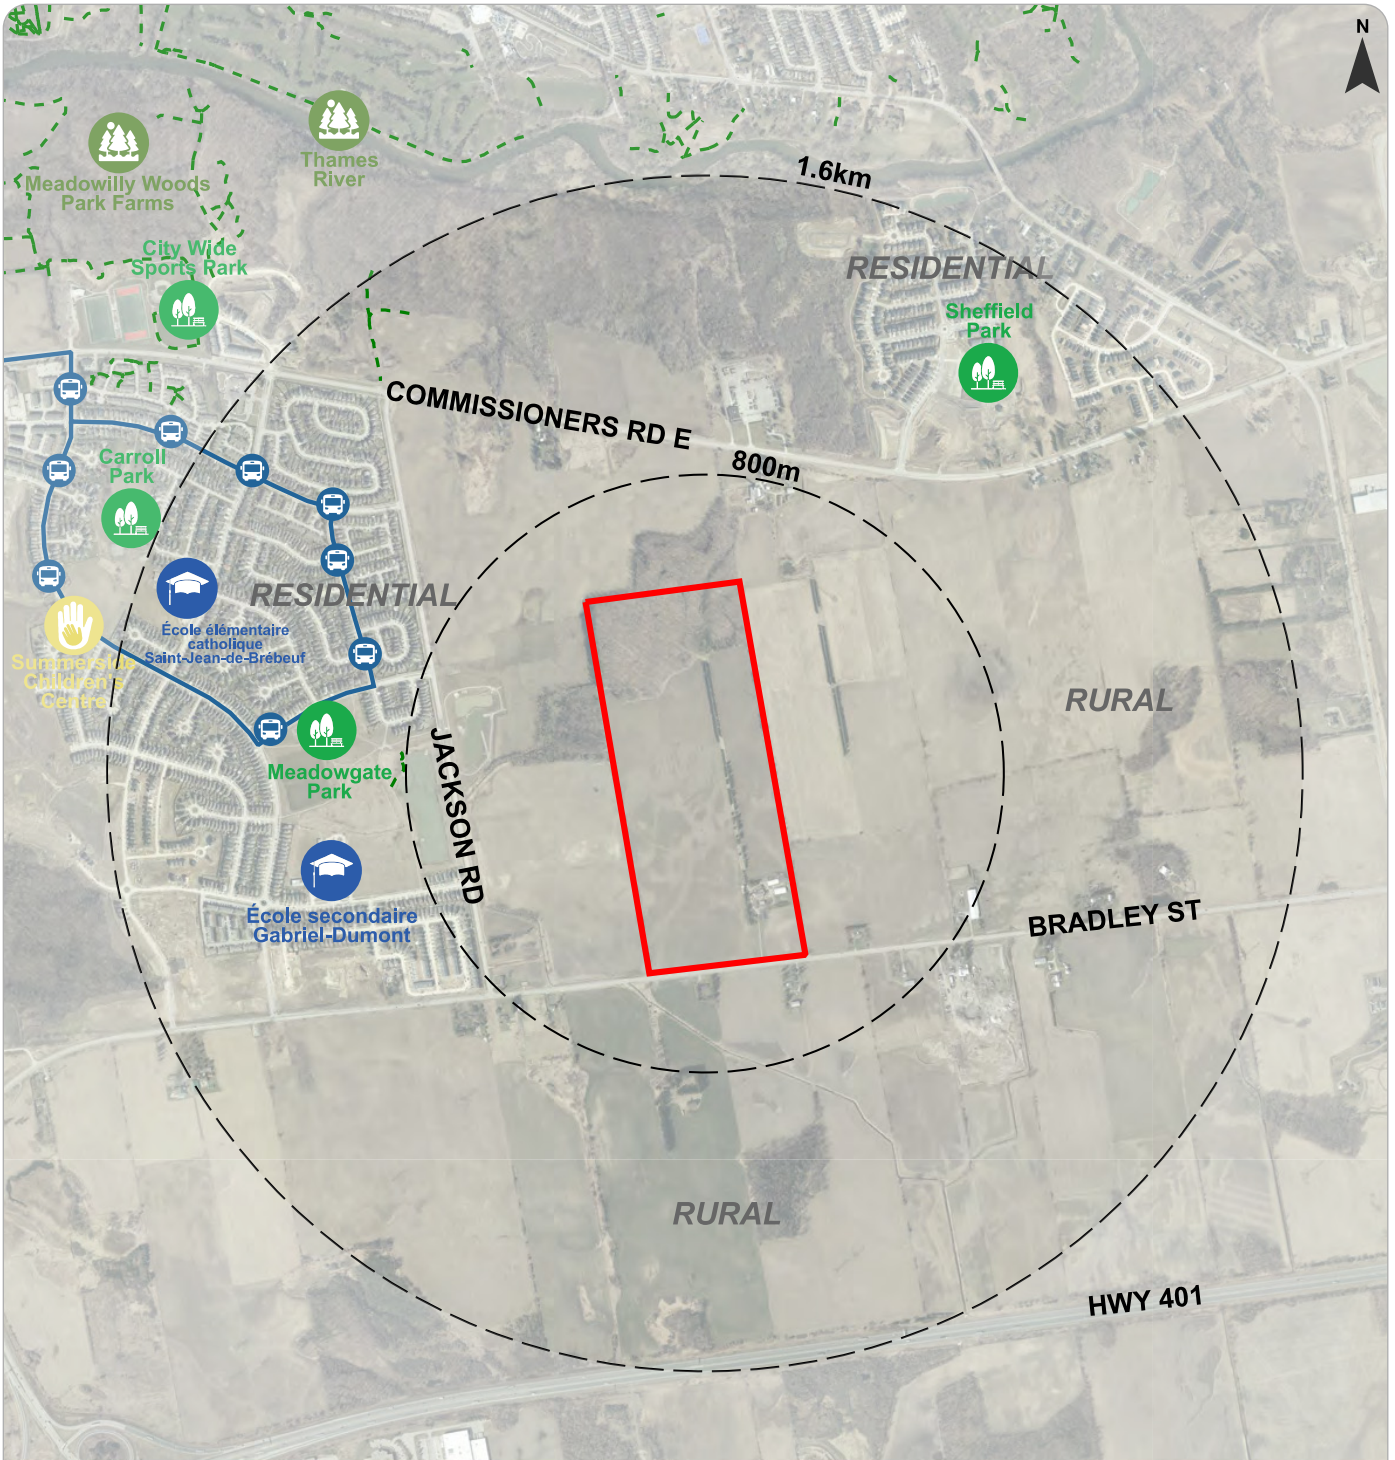 N
Thames
River
Meadowilly Woods
Park Farms
1.6km
City Wide
Sports Park
RESIDENTIAL
Sheffield
Park
COMMISSIONERS RD E
800m
Carroll
Park
RESIDENTIAL
École élémentaire
catholique
Saint-Jean-de-Brébeuf
Summerside
Children's
Centre
RURAL
JACKSON RD
Meadowgate
Park
École secondaire
Gabriel-Dumont
BRADLEY ST
RURAL
HWY 401